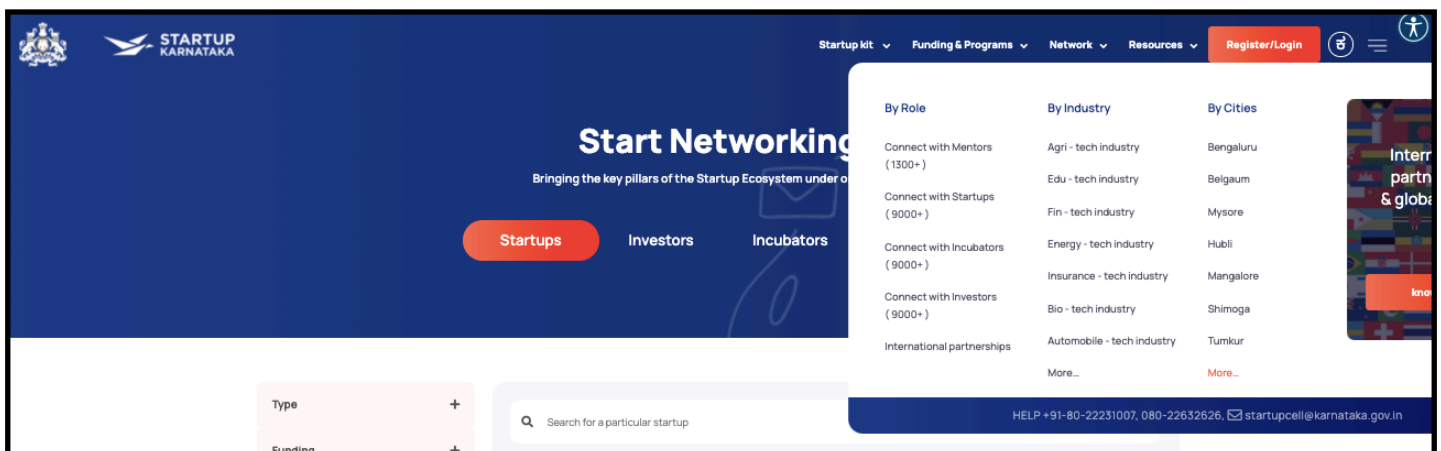 STARTUP
KARNATAKA
Startup kit
Funding & Programs
Network
Resources
Register/Login
ಕ
Start Networking
Bringing the key pillars of the Startup Ecosystem under o
Startups
Investors
Incubators
By Role
Connect with Mentors
(1300+)
Connect with Startups
(9000+)
Connect with Incubators
(9000+)
Connect with Investors
(9000+)
International partnerships
By Industry
Agri - tech industry
Edu - tech industry
Fin - tech industry
Energy - tech industry
Insurance - tech industry
Bio - tech industry
Automobile - tech industry
More...
By Cities
Bengaluru
Belgaum
Mysore
Hubli
Mangalore
Shimoga
Tumkur
More...
Intern
partn
& globa
know
HELP +91-80-22231007, 080-22632626, startupcell@karnataka.gov.in
Type +
Funding +
Search for a particular startup